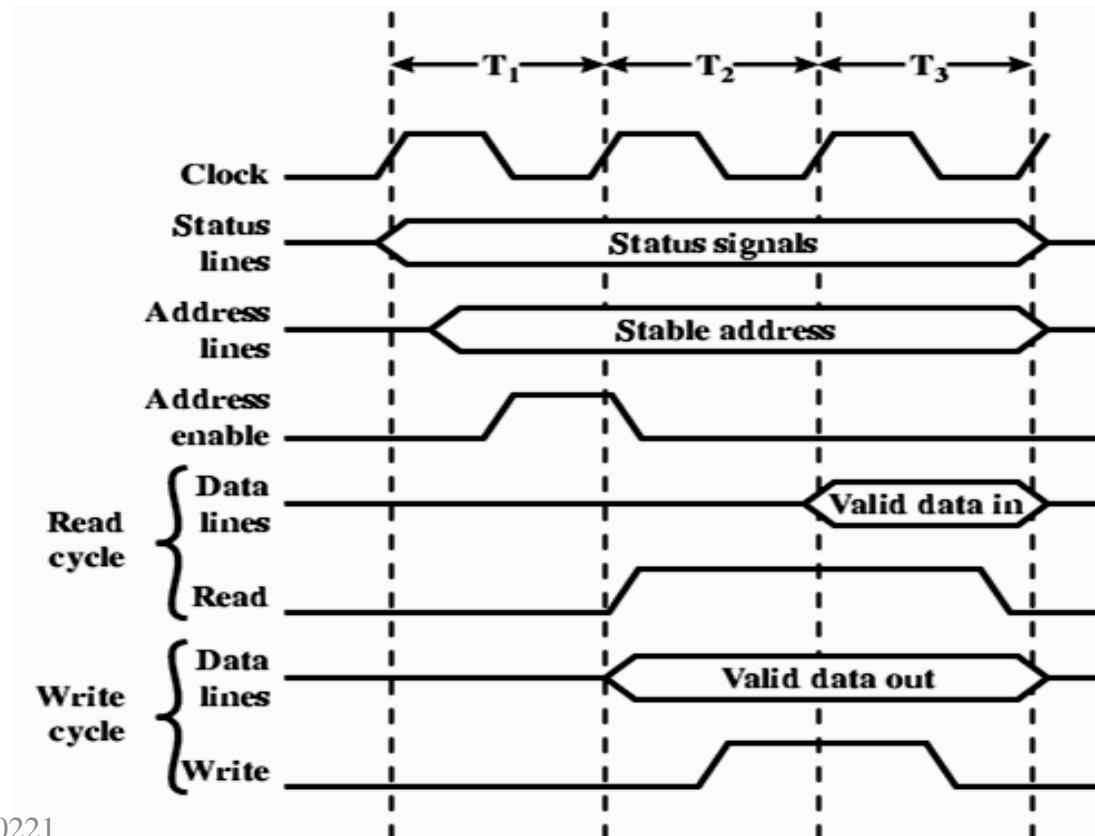 T1
T2
T3
Clock
Status
lines
Status signals
Address
lines
Stable address
Address
enable
Read
cycle
Data
lines
Valid data in
Read
Write
cycle
Data
lines
Valid data out
Write